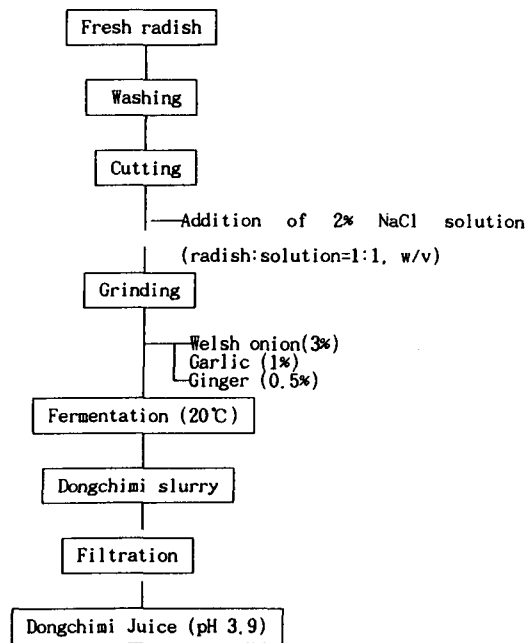 Fresh radish
Washing
Cutting
Addition of 2% NaCl solution
(radish:solution=1:1, w/v)
Grinding
Welsh onion(3%)
Garlic (1%)
Ginger (0.5%)
Fermentation (20℃)
Dongchimi slurry
Filtration
Dongchimi Juice (pH 3.9)